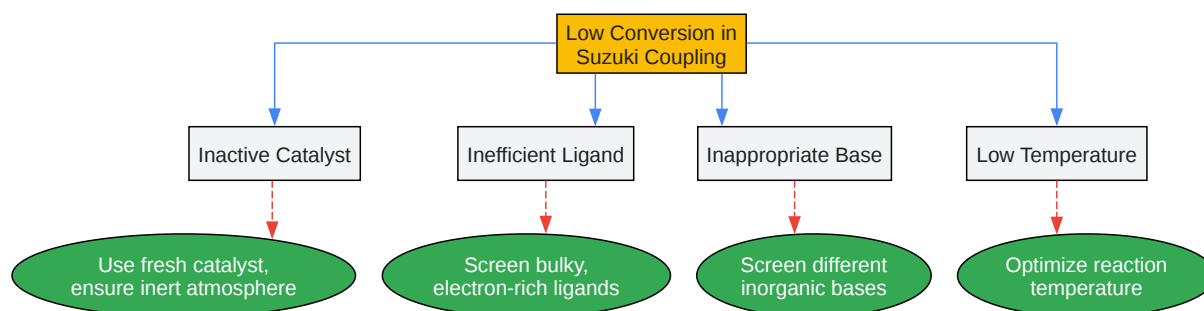 Low Conversion in
Suzuki Coupling
Inactive Catalyst
Inefficient Ligand
Inappropriate Base
Low Temperature
Use fresh catalyst,
ensure inert atmosphere
Screen bulky,
electron-rich ligands
Screen different
inorganic bases
Optimize reaction
temperature